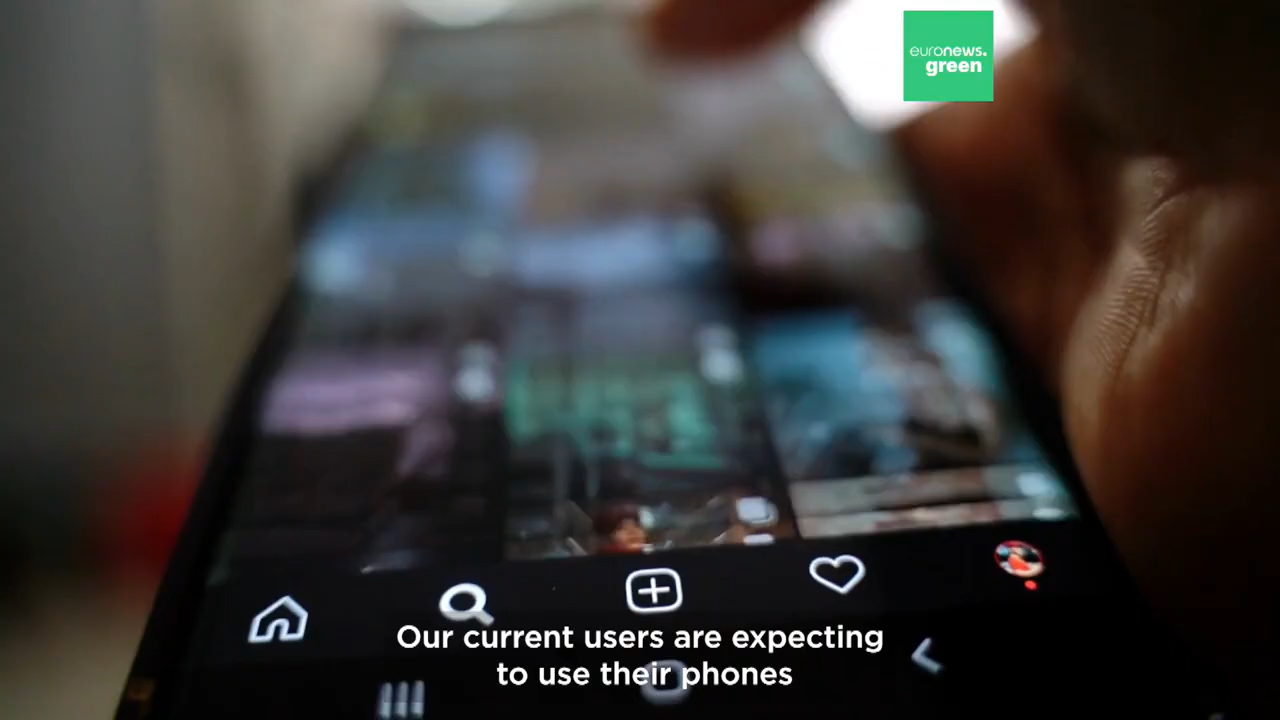 euronews.
green
Our current users are expecting
to use their phones